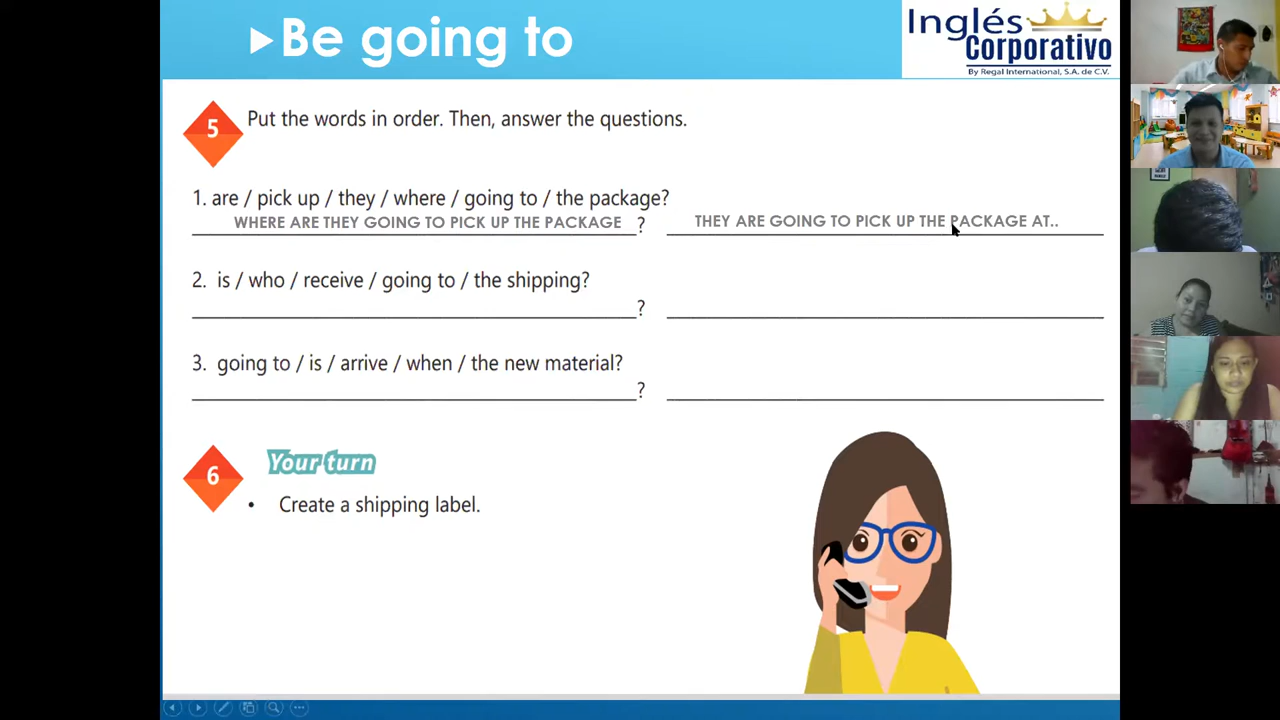 ▸Be going to
Inglés
Corporativo
By Regal International, S.A. de C.V.
5
Put the words in order. Then, answer the questions.
1. are / pick up / they / where / going to / the package?
WHERE ARE THEY GOING TO PICK UP THE PACKAGE ? THEY ARE GOING TO PICK UP THE PACKAGE AT..
2. is / who / receive / going to / the shipping?
?
3. going to / is / arrive / when / the new material?
?
6
Your turn
• Create a shipping label.